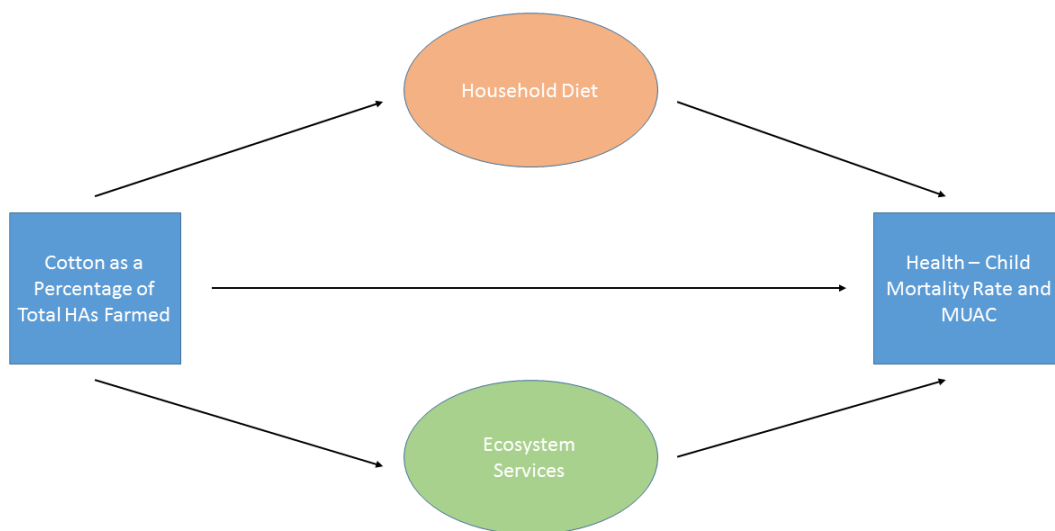 Household Diet
Cotton as a
Percentage of
Total HAs Farmed
Health – Child
Mortality Rate and
MUAC
Ecosystem
Services